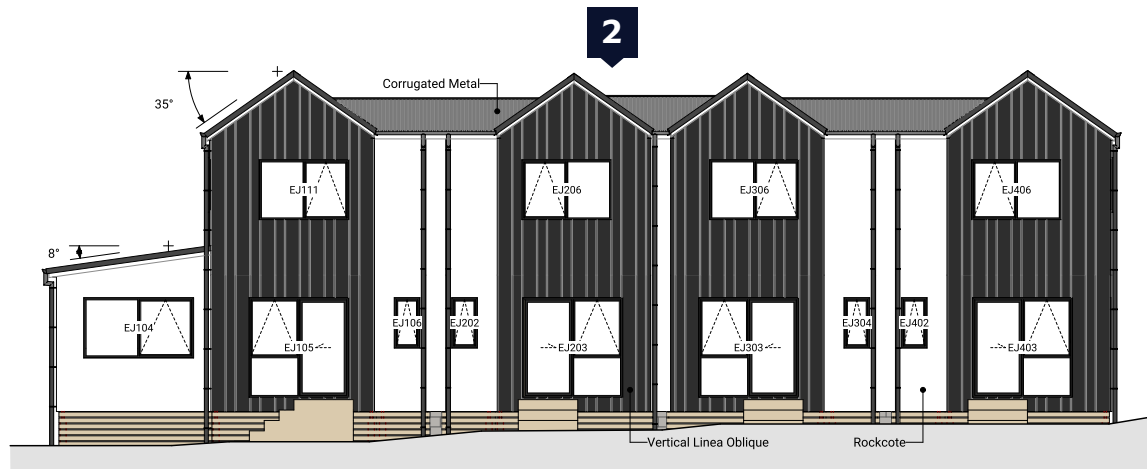 2
Corrugated Metal
35°
EJ111
EJ206
EJ306
EJ406
8°
EJ104
EJ106
EJ202
EJ304
EJ402
EJ105
EJ203
EJ303
EJ403
Vertical Linea Oblique
Rockcote